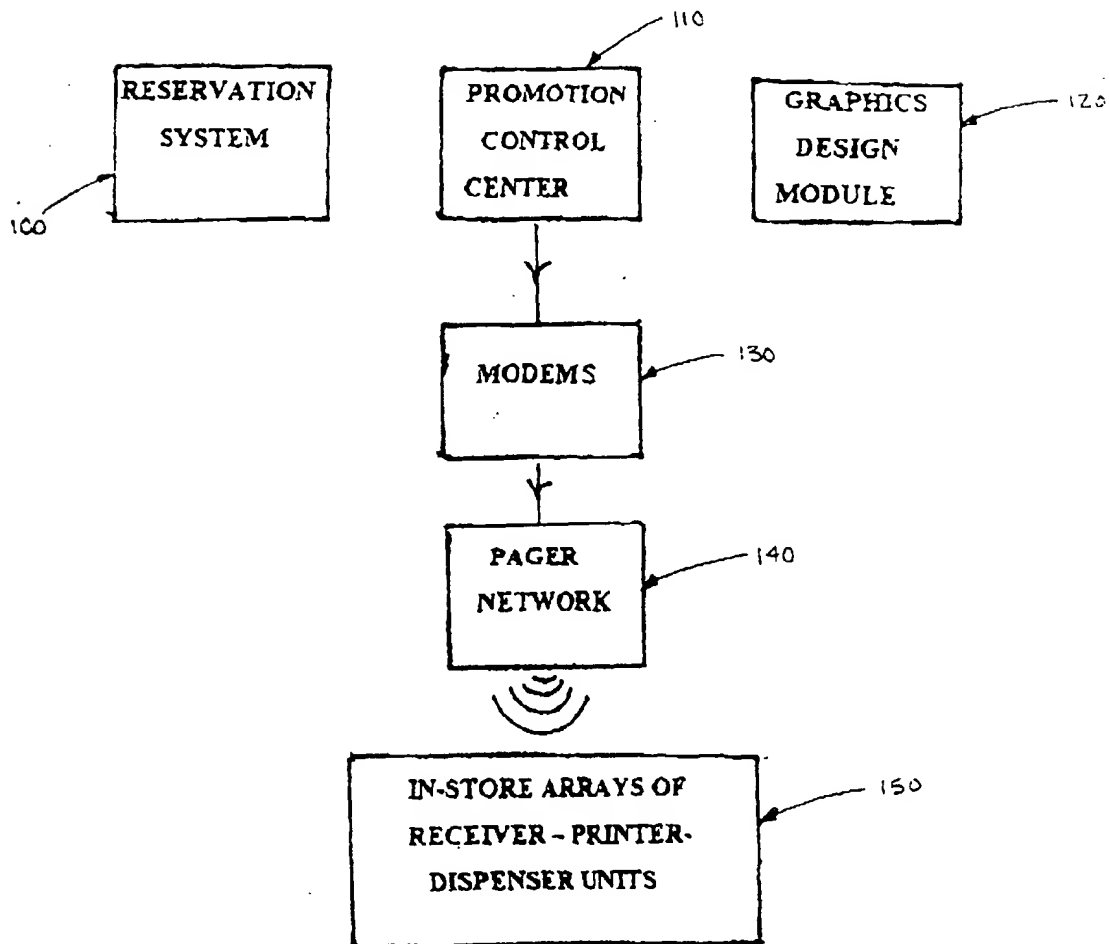 110
RESERVATION
SYSTEM
100
PROMOTION
CONTROL
CENTER
GRAPHICS
DESIGN
MODULE
120
MODEMS
130
PAGER
NETWORK
140
IN-STORE ARRAYS OF
RECEIVER-PRINTER-
DISPENSER UNITS
150